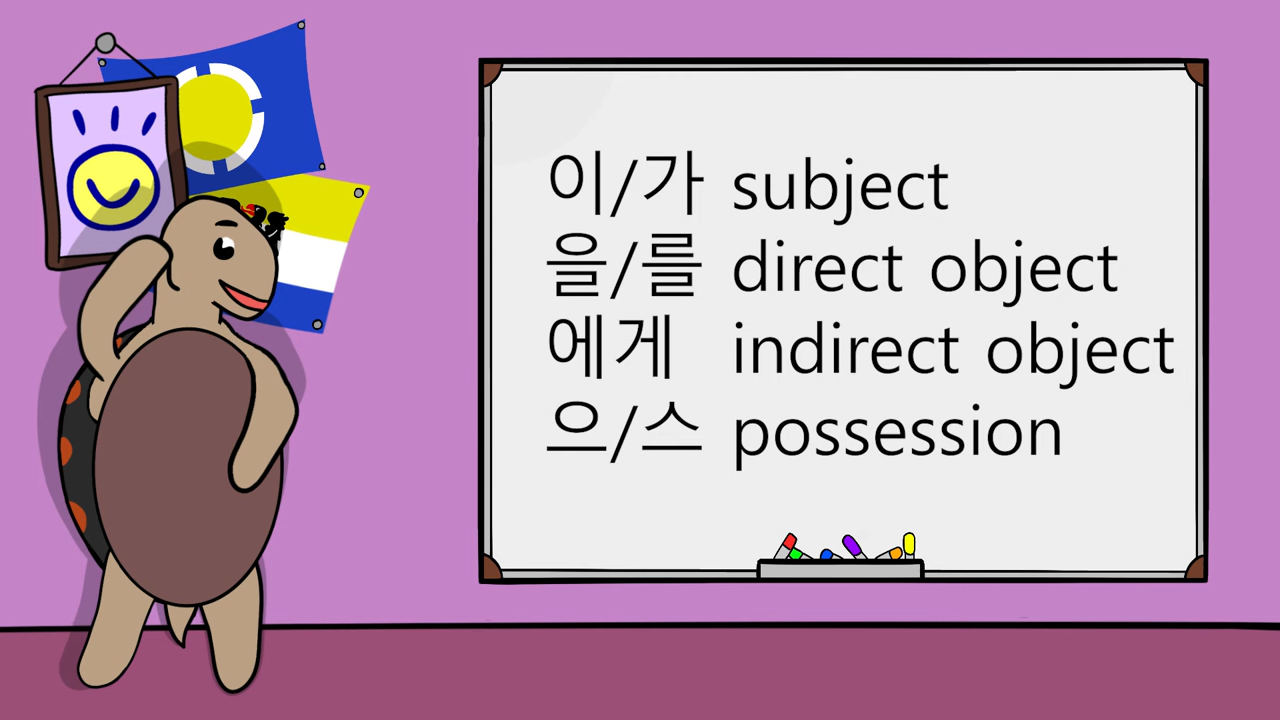 이/가 subject
을/를 direct object
에게 indirect object
으/스 possession